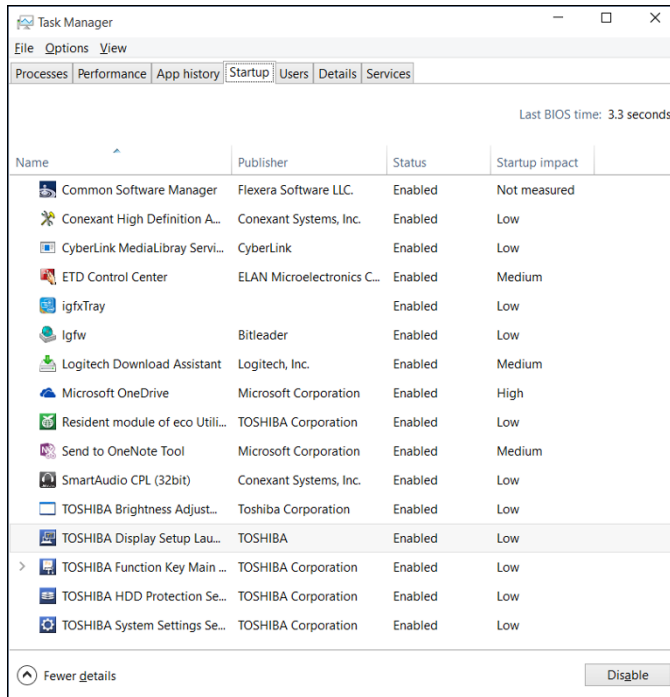 Task Manager
File Options View
Processes Performance App history Startup Users Details Services
Last BIOS time: 3.3 seconds
Name Publisher Status Startup impact
Common Software Manager Flexera Software LLC. Enabled Not measured
Conexant High Definition A... Conexant Systems, Inc. Enabled Low
CyberLink MediaLibray Servi... CyberLink Enabled Low
ETD Control Center ELAN Microelectronics C... Enabled Medium
igfxTray Enabled Low
lgfw Bitleader Enabled Low
Logitech Download Assistant Logitech, Inc. Enabled Medium
Microsoft OneDrive Microsoft Corporation Enabled High
Resident module of eco Utili... TOSHIBA Corporation Enabled Low
Send to OneNote Tool Microsoft Corporation Enabled Medium
SmartAudio CPL (32bit) Conexant Systems, Inc. Enabled Low
TOSHIBA Brightness Adjust... Toshiba Corporation Enabled Low
TOSHIBA Display Setup Lau... TOSHIBA Enabled Low
TOSHIBA Function Key Main ... TOSHIBA Corporation Enabled Low
TOSHIBA HDD Protection Se... TOSHIBA Corporation Enabled Low
TOSHIBA System Settings Se... TOSHIBA Corporation Enabled Low
Fewer details Disable